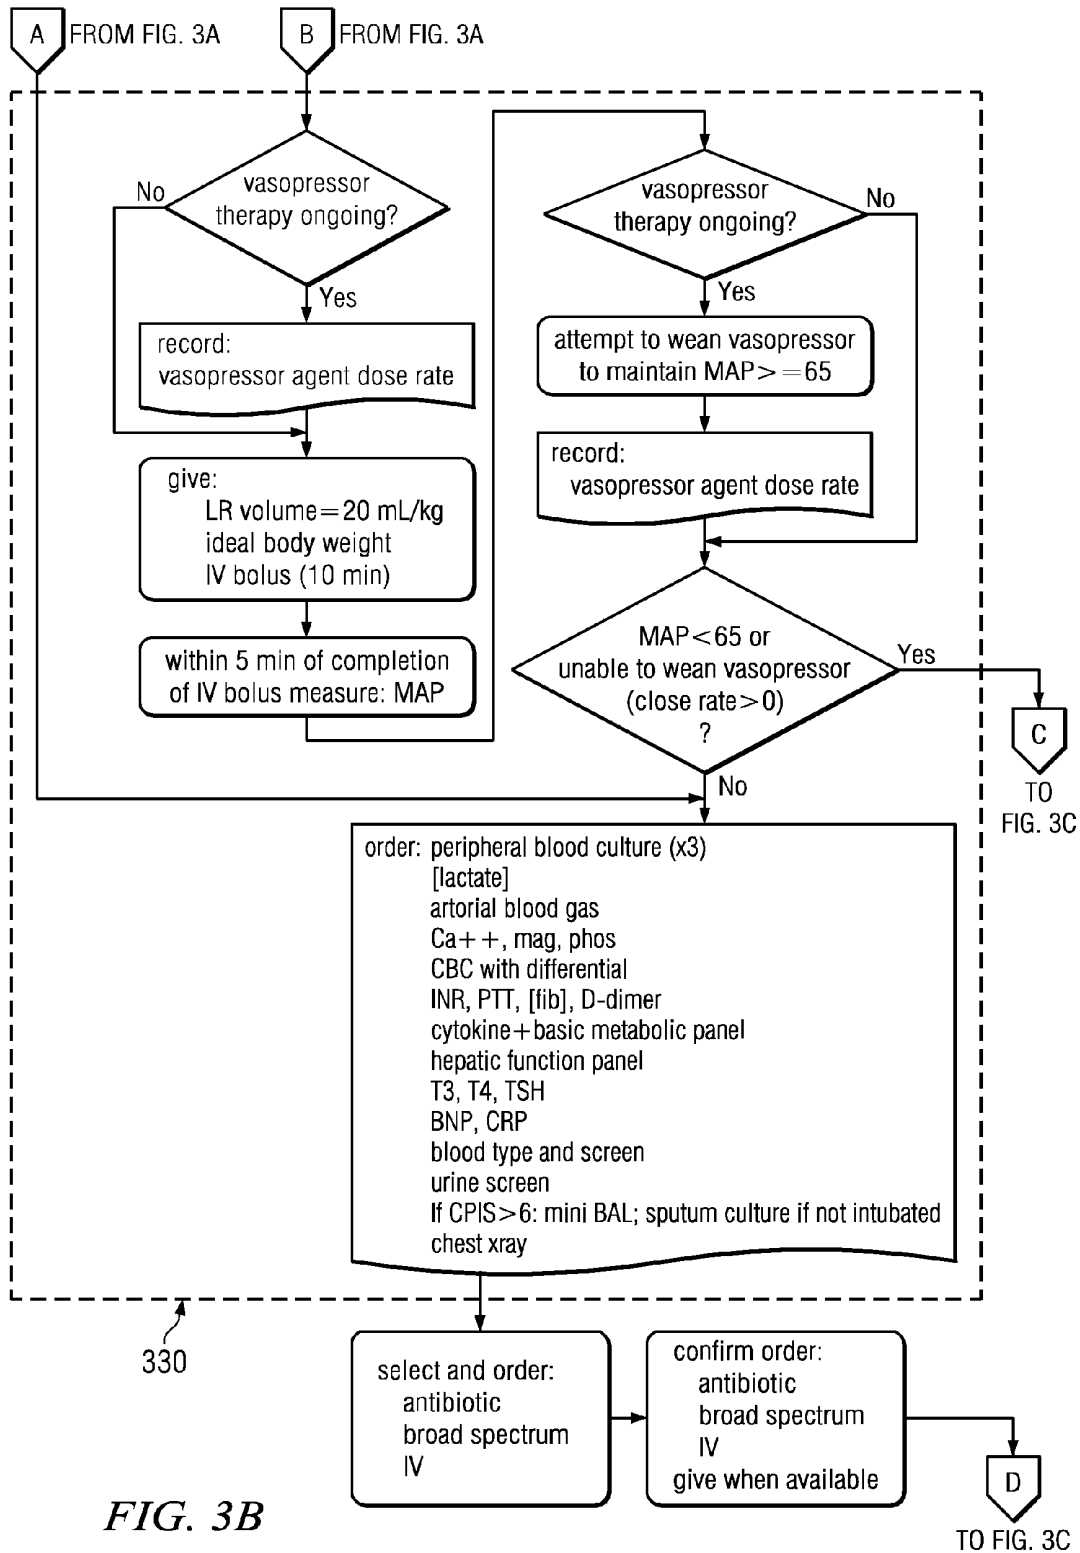 A FROM FIG. 3A
B FROM FIG. 3A
vasopressor
therapy ongoing?
No
Yes
record:
vasopressor agent dose rate
give:
LR volume=20 mL/kg
ideal body weight
IV bolus (10 min)
within 5 min of completion
of IV bolus measure: MAP
vasopressor
therapy ongoing?
No
Yes
attempt to wean vasopressor
to maintain MAP>=65
record:
vasopressor agent dose rate
MAP<65 or
unable to wean vasopressor
(close rate>0)
?
Yes
No
C
TO
FIG. 3C
order: peripheral blood culture (x3)
[lactate]
artorial blood gas
Ca++, mag, phos
CBC with differential
INR, PTT, [fib], D-dimer
cytokine+basic metabolic panel
hepatic function panel
T3, T4, TSH
BNP, CRP
blood type and screen
urine screen
If CPIS>6: mini BAL; sputum culture if not intubated
chest xray
330
select and order:
antibiotic
broad spectrum
IV
confirm order:
antibiotic
broad spectrum
IV
give when available
D
TO FIG. 3C
FIG. 3B